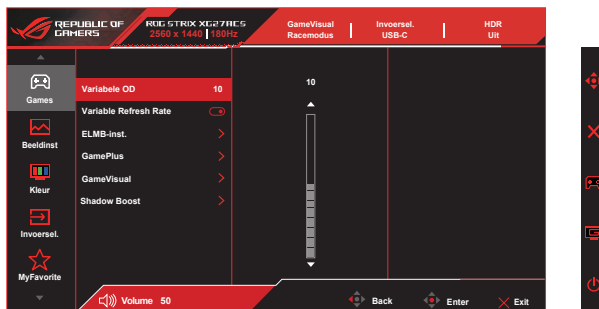 REPUBLIC OF
GAMERS
ROG STRIX XG27ACS
2560 x 1440 | 180Hz
GameVisual
Racemodus
Invoersel.
USB-C
HDR
Uit
Games
Beeldinst
Kleur
Invoersel.
MyFavorite
Variabele OD 10
Variable Refresh Rate
ELMB-inst.
GamePlus
GameVisual
Shadow Boost
10
Volume 50
Back
Enter
Exit